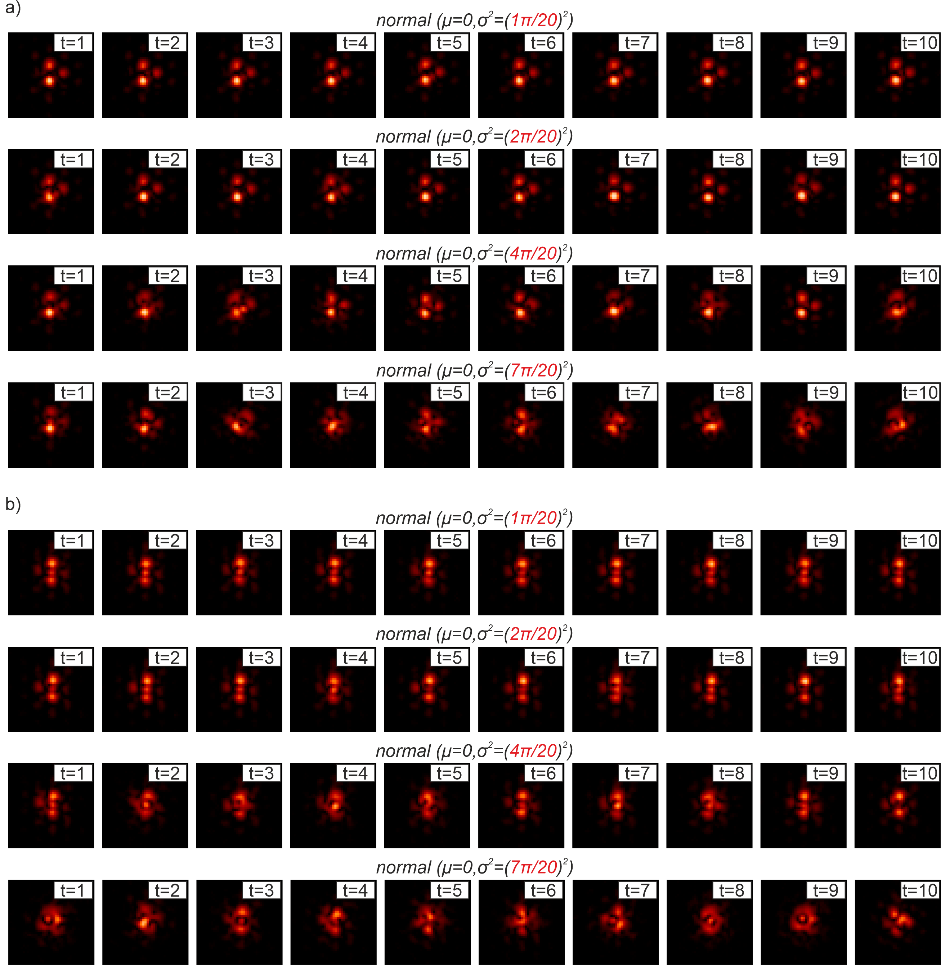 a)
normal (μ=0,σ²=(1π/20)²)
t=1 t=2 t=3 t=4 t=5 t=6 t=7 t=8 t=9 t=10
normal (μ=0,σ²=(2π/20)²)
t=1 t=2 t=3 t=4 t=5 t=6 t=7 t=8 t=9 t=10
normal (μ=0,σ²=(4π/20)²)
t=1 t=2 t=3 t=4 t=5 t=6 t=7 t=8 t=9 t=10
normal (μ=0,σ²=(7π/20)²)
t=1 t=2 t=3 t=4 t=5 t=6 t=7 t=8 t=9 t=10
b)
normal (μ=0,σ²=(1π/20)²)
t=1 t=2 t=3 t=4 t=5 t=6 t=7 t=8 t=9 t=10
normal (μ=0,σ²=(2π/20)²)
t=1 t=2 t=3 t=4 t=5 t=6 t=7 t=8 t=9 t=10
normal (μ=0,σ²=(4π/20)²)
t=1 t=2 t=3 t=4 t=5 t=6 t=7 t=8 t=9 t=10
normal (μ=0,σ²=(7π/20)²)
t=1 t=2 t=3 t=4 t=5 t=6 t=7 t=8 t=9 t=10